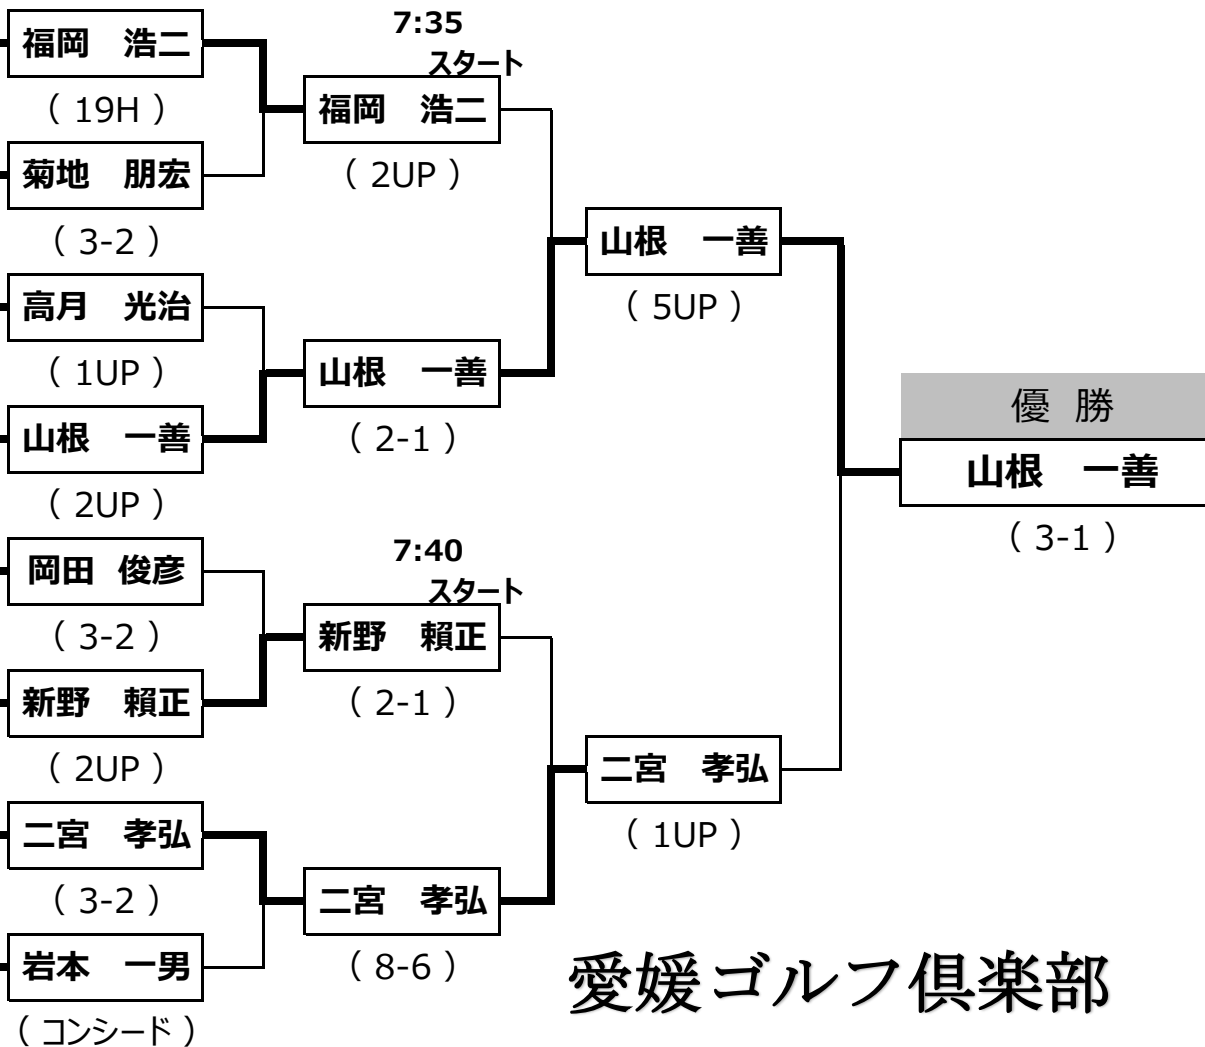 福岡　浩二
（ 19H ）
菊地　朋宏
（ 3-2 ）
高月　光治
（ 1UP ）
山根　一善
（ 2UP ）
岡田 俊彦
（ 3-2 ）
新野　頼正
（ 2UP ）
二宮　孝弘
（ 3-2 ）
岩本　一男
（ コンシード ）
7:35
スタート
福岡　浩二
（ 2UP ）
山根　一善
（ 2-1 ）
7:40
スタート
新野　頼正
（ 2-1 ）
二宮　孝弘
（ 8-6 ）
山根　一善
（ 5UP ）
二宮　孝弘
（ 1UP ）
優 勝
山根　一善
（ 3-1 ）
愛媛ゴルフ倶楽部